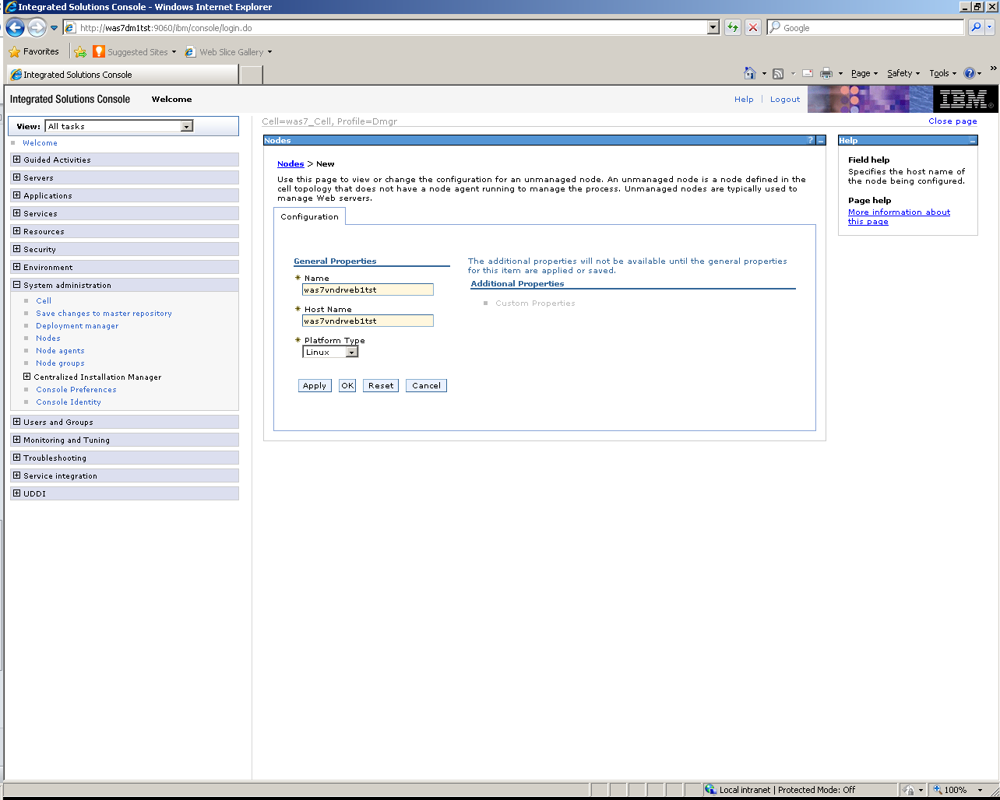 Integrated Solutions Console - Windows Internet Explorer
http://was7dm1tst:9060/ibm/console/login.do
Google
Favorites
Suggested Sites
Web Slice Gallery
Integrated Solutions Console
Page
Safety
Tools
»
Integrated Solutions Console
Welcome
Help
Logout
IBM
View:
All tasks
Welcome
Guided Activities
Servers
Applications
Services
Resources
Security
Environment
System administration
Cell
Save changes to master repository
Deployment manager
Nodes
Node agents
Node groups
Centralized Installation Manager
Console Preferences
Console Identity
Users and Groups
Monitoring and Tuning
Troubleshooting
Service integration
UDDI
Cell=was7_Cell, Profile=Dmgr
Close page
Nodes
?
Nodes > New
Use this page to view or change the configuration for an unmanaged node. An unmanaged node is a node defined in the
cell topology that does not have a node agent running to manage the process. Unmanaged nodes are typically used to
manage Web servers.
Configuration
General Properties
Name
was7vndrweb1tst
Host Name
was7vndrweb1tst
Platform Type
Linux
Apply
OK
Reset
Cancel
The additional properties will not be available until the general properties
for this item are applied or saved.
Additional Properties
Custom Properties
Help
Field help
Specifies the host name of
the node being configured.
Page help
More information about
this page
Local intranet | Protected Mode: Off
100%